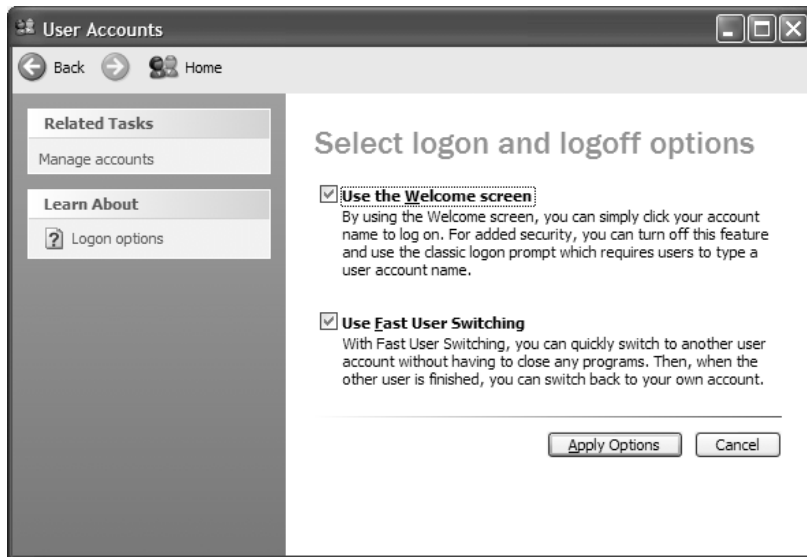 User Accounts
Back
Home
Related Tasks
Manage accounts
Learn About
Logon options
Select logon and logoff options
Use the Welcome screen
By using the Welcome screen, you can simply click your account
name to log on. For added security, you can turn off this feature
and use the classic logon prompt which requires users to type a
user account name.
Use Fast User Switching
With Fast User Switching, you can quickly switch to another user
account without having to close any programs. Then, when the
other user is finished, you can switch back to your own account.
Apply Options
Cancel